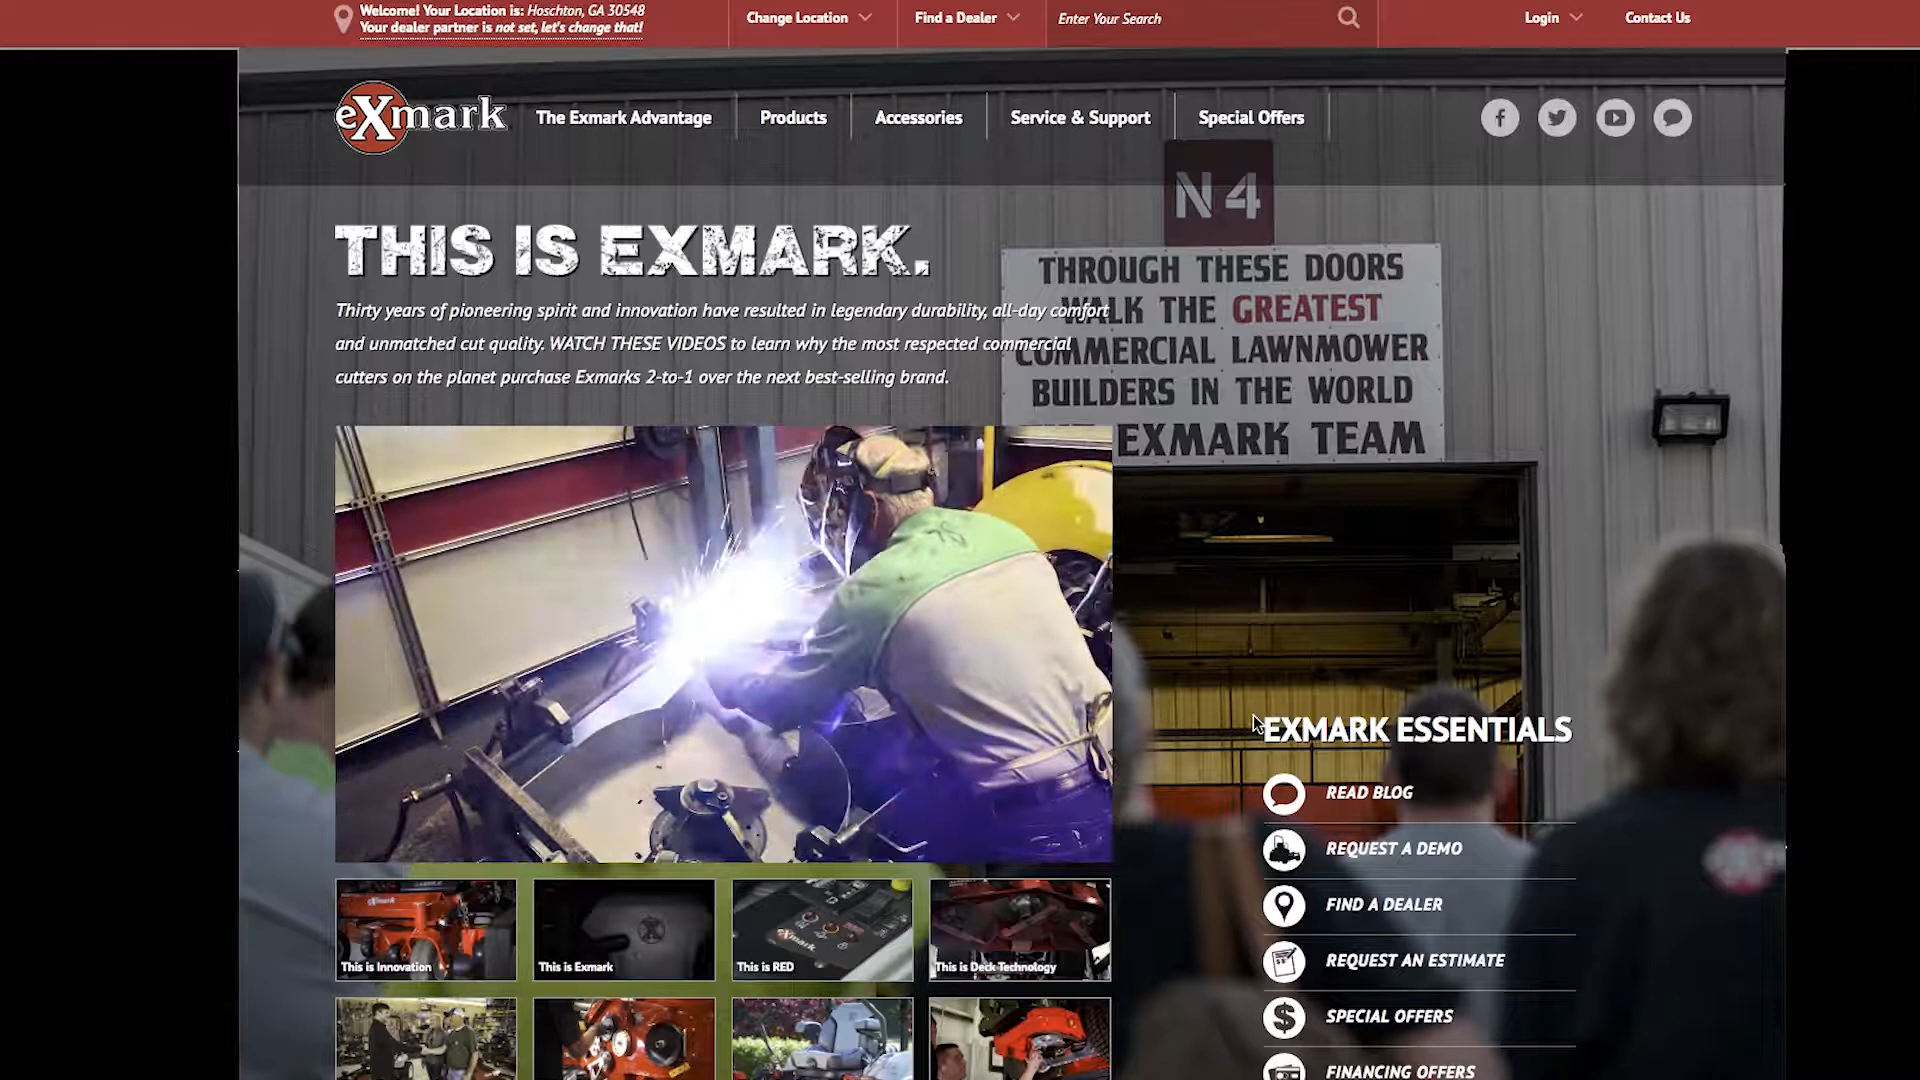 Welcome! Your Location is: Hoschton, GA 30548
Your dealer partner is not set, let's change that!
Change Location
Find a Dealer
Enter Your Search
Login
Contact Us
eXmark
The Exmark Advantage
Products
Accessories
Service & Support
Special Offers
N4
THIS IS EXMARK.
Thirty years of pioneering spirit and innovation have resulted in legendary durability, all-day comfort
and unmatched cut quality. WATCH THESE VIDEOS to learn why the most respected commercial
cutters on the planet purchase Exmarks 2-to-1 over the next best-selling brand.
THROUGH THESE DOORS
WALK THE GREATEST
COMMERCIAL LAWNMOWER
BUILDERS IN THE WORLD
EXMARK TEAM
EXMARK ESSENTIALS
READ BLOG
REQUEST A DEMO
FIND A DEALER
REQUEST AN ESTIMATE
SPECIAL OFFERS
FINANCING OFFERS
This is Innovation
This is Exmark
eXmark
This is RED
This is Deck Technology